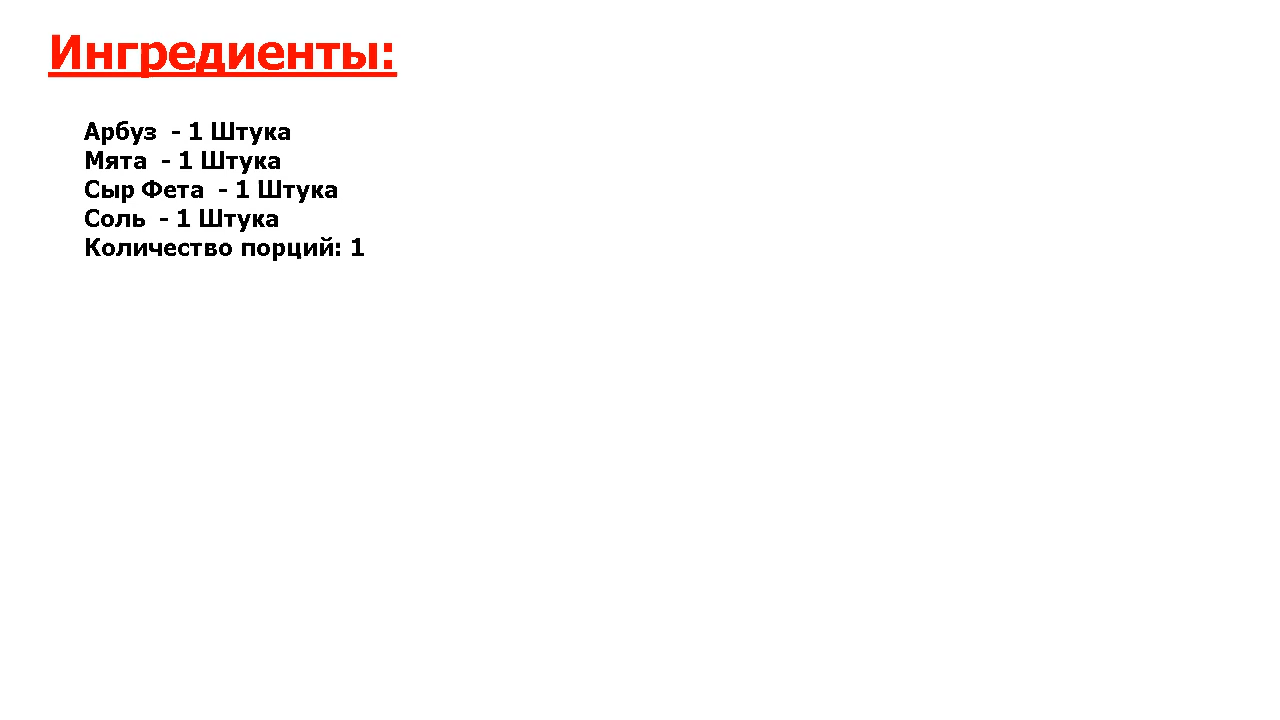 Ингредиенты:
Арбуз - 1 Штука
Мята - 1 Штука
Сыр Фета - 1 Штука
Соль - 1 Штука
Количество порций: 1